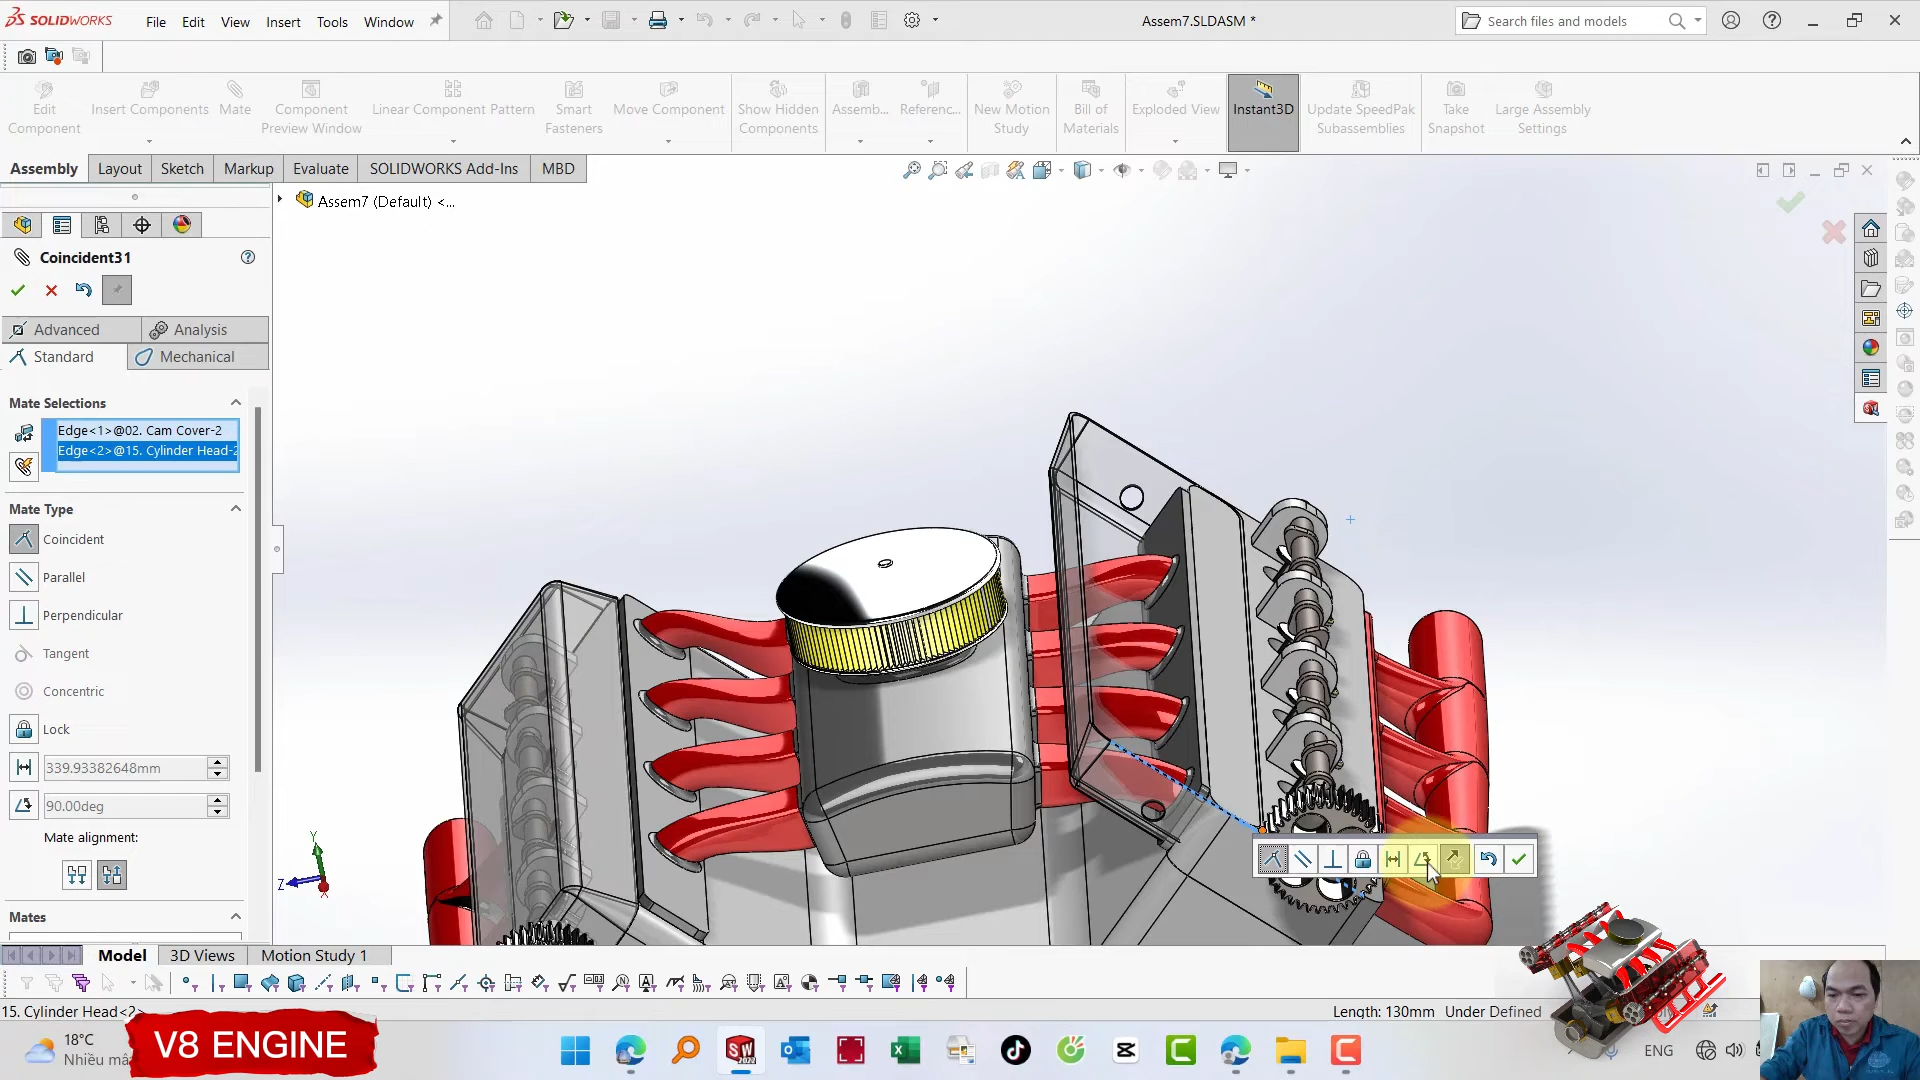 SOLIDWORKS File Edit View Insert Tools Window Assem7.SLDASM * Search files and models
Edit Component
Insert Components
Mate
Component Preview Window
Linear Component Pattern
Smart Fasteners
Move Component
Show Hidden Components
Assemb...
Referenc...
New Motion Study
Bill of Materials
Exploded View
Instant3D
Update SpeedPak Subassemblies
Take Snapshot
Large Assembly Settings
Assembly Layout Sketch Markup Evaluate SOLIDWORKS Add-Ins MBD
Assem7 (Default) <...
Coincident31
Advanced Analysis
Standard Mechanical
Mate Selections
Edge<1>@02. Cam Cover-2
Edge<2>@15. Cylinder Head-2
Mate Type
Coincident
Parallel
Perpendicular
Tangent
Concentric
Lock
339.93382648mm
90.00deg
Mate alignment:
Mates
Y
Z
X
Model 3D Views Motion Study 1
15. Cylinder Head<2> Length: 130mm Under Defined
18°C
Nhiều mâ
V8 ENGINE
SW
2022
ENG